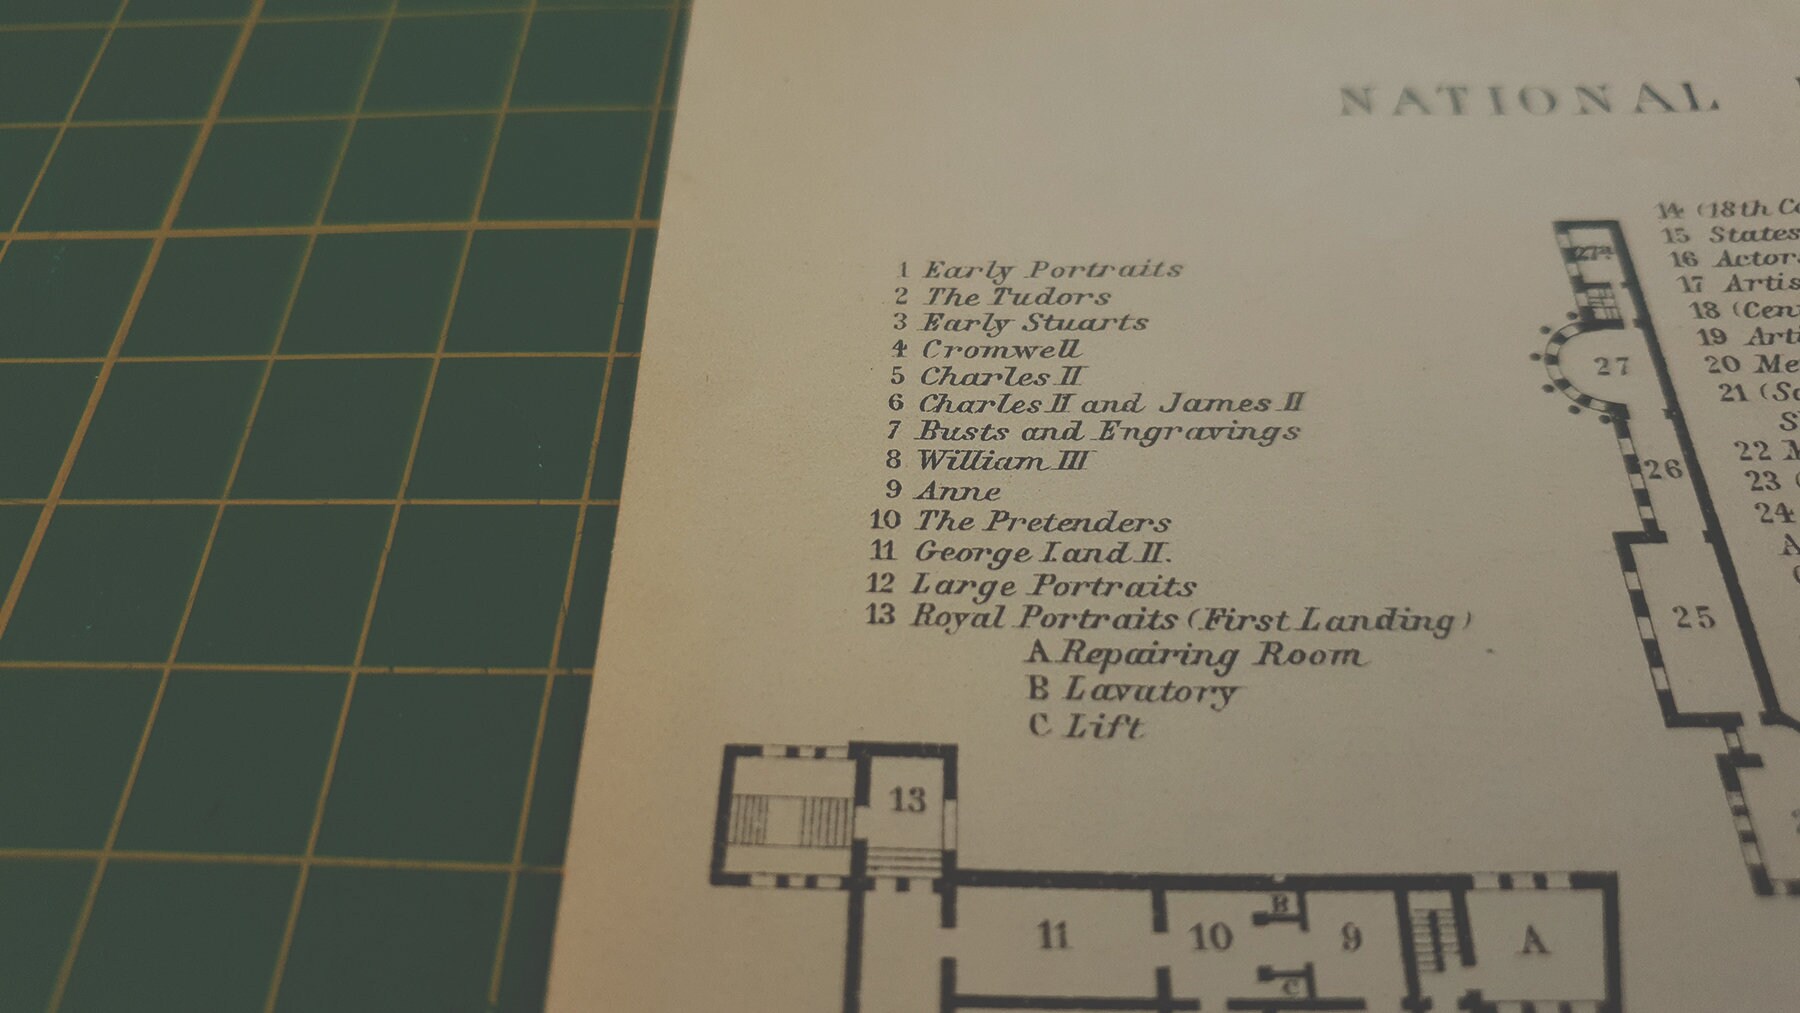 NATIONAL
1 Early Portraits
2 The Tudors
3 Early Stuarts
4 Cromwell
5 Charles II
6 Charles II and James II
7 Busts and Engravings
8 William III
9 Anne
10 The Pretenders
11 George I. and II.
12 Large Portraits
13 Royal Portraits (First Landing)
A Repairing Room
B Lavatory
C Lift
14 (18th
15 States
16
17
18
19
20
21
22
23
24
27a
27
26
25
13
11
10
B
C
9
A